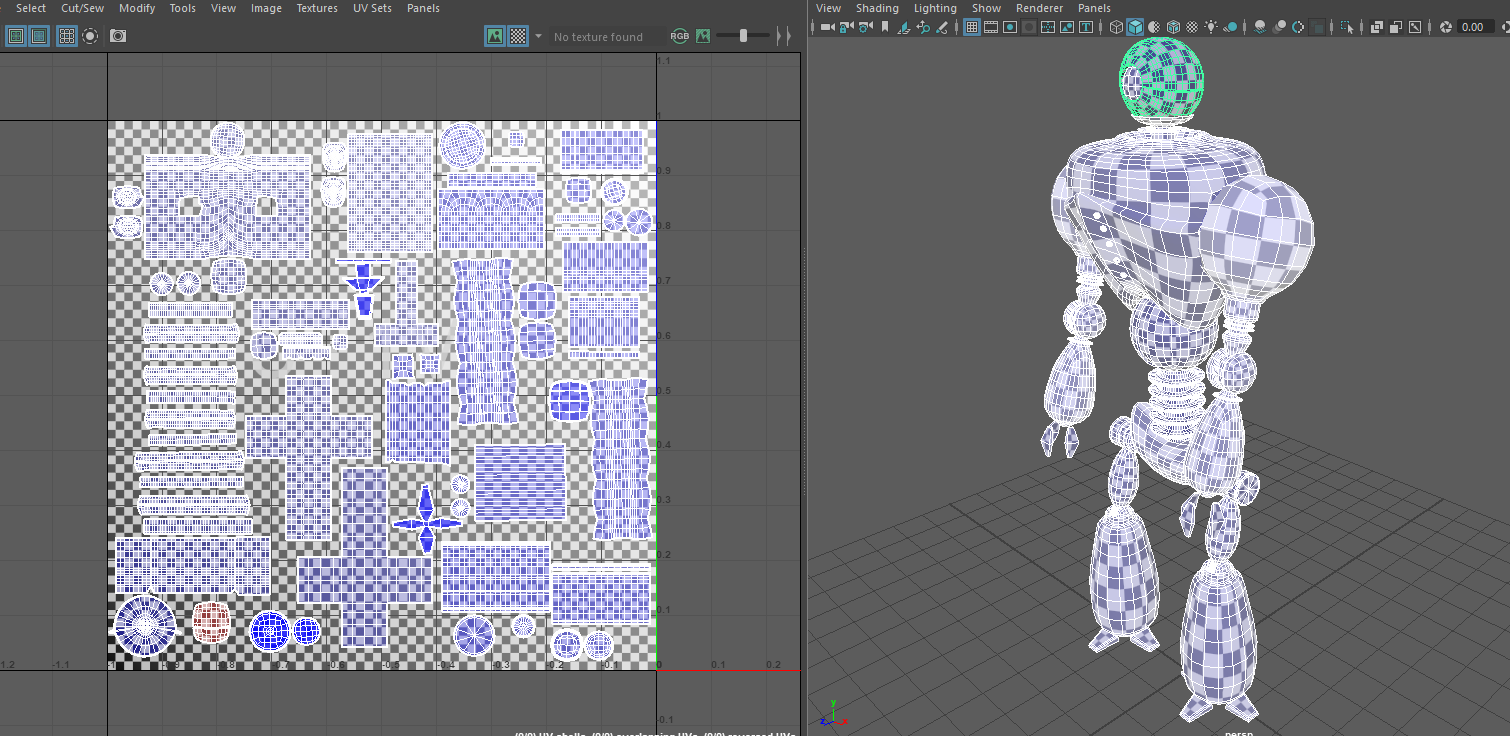 Select Cut/Sew Modify Tools View Image Textures UV Sets Panels
View Shading Lighting Show Renderer Panels
No texture found
RGB
0.00
1.1
1
0.9
0.8
0.7
0.6
0.5
0.4
0.3
0.2
0.1
1.2 -1.1 -1 -0.9 -0.8 -0.7 -0.6 -0.5 -0.4 -0.3 -0.2 -0.1 0 0.1 0.2
-0.1
(0/0) UV shells, (0/0) overlapping UVs, (0/0) reversed UVs
y
z x
persp